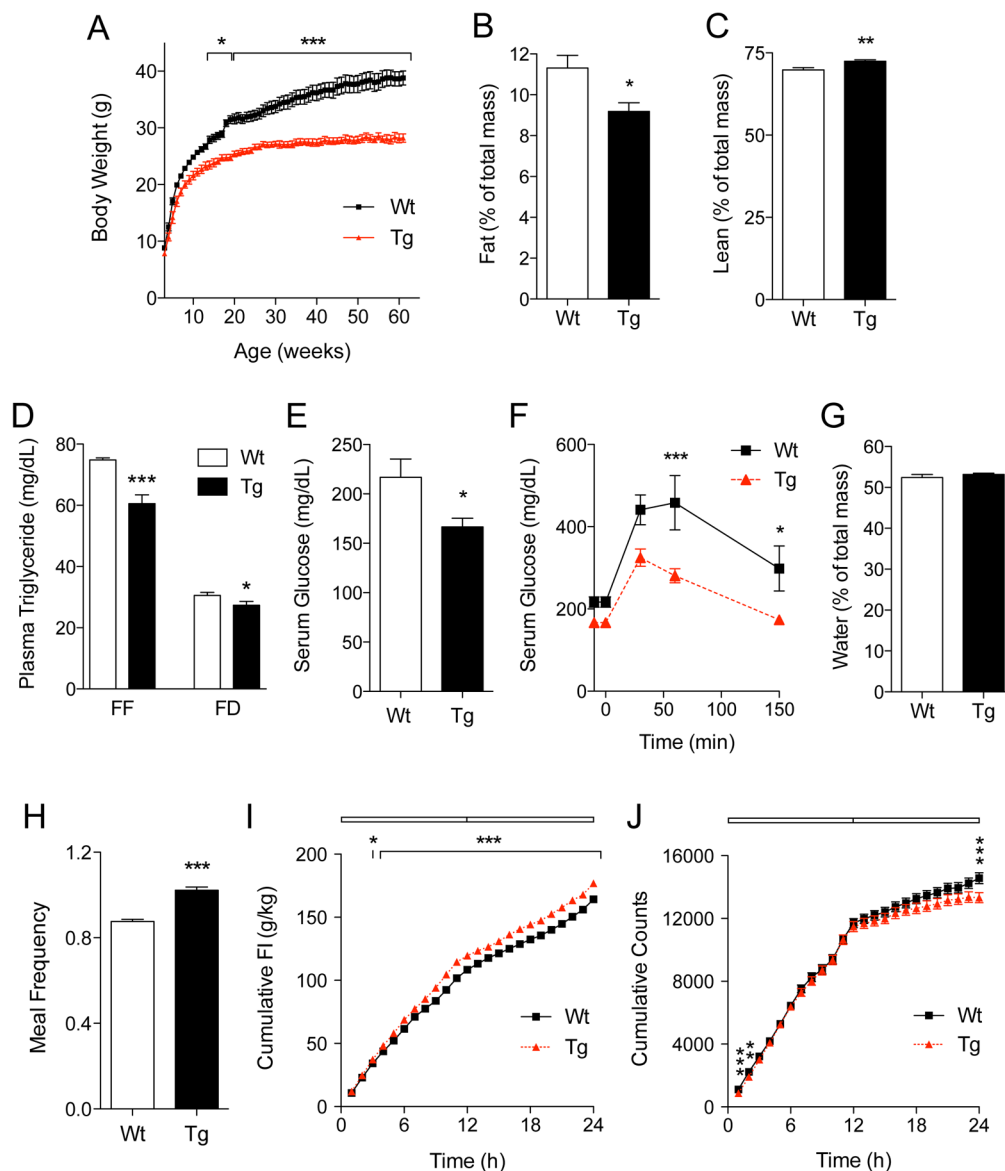 A
* ***
Body Weight (g)
40
30
20
10
0
10 20 30 40 50 60
Age (weeks)
Wt
Tg
B
Fat (% of total mass)
12
10
8
6
4
2
0
*
Wt Tg
C
Lean (% of total mass)
75
50
25
0
**
Wt Tg
D
Plasma Triglyceride (mg/dL)
80
60
40
20
0
***
*
Wt
Tg
FF FD
E
Serum Glucose (mg/dL)
250
200
150
100
50
0
*
Wt Tg
F
Serum Glucose (mg/dL)
600
400
200
0
***
*
Wt
Tg
0 50 100 150
Time (min)
G
Water (% of total mass)
60
50
40
30
20
10
0
Wt Tg
H
Meal Frequency
1.2
0.8
0.4
0.0
***
Wt Tg
I
* ***
Cumulative FI (g/kg)
200
150
100
50
0
Wt
Tg
0 6 12 18 24
Time (h)
J
Cumulative Counts
16000
12000
8000
4000
0
***
**
***
Wt
Tg
0 6 12 18 24
Time (h)